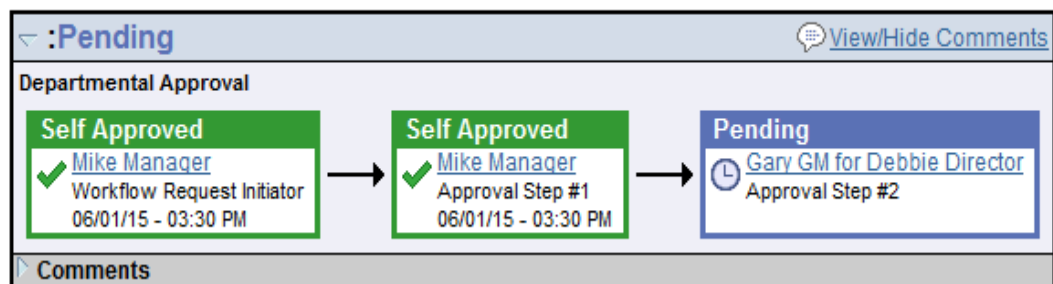 :Pending
View/Hide Comments
Departmental Approval
Self Approved
Mike Manager
Workflow Request Initiator
06/01/15 - 03:30 PM
Self Approved
Mike Manager
Approval Step #1
06/01/15 - 03:30 PM
Pending
Gary GM for Debbie Director
Approval Step #2
Comments